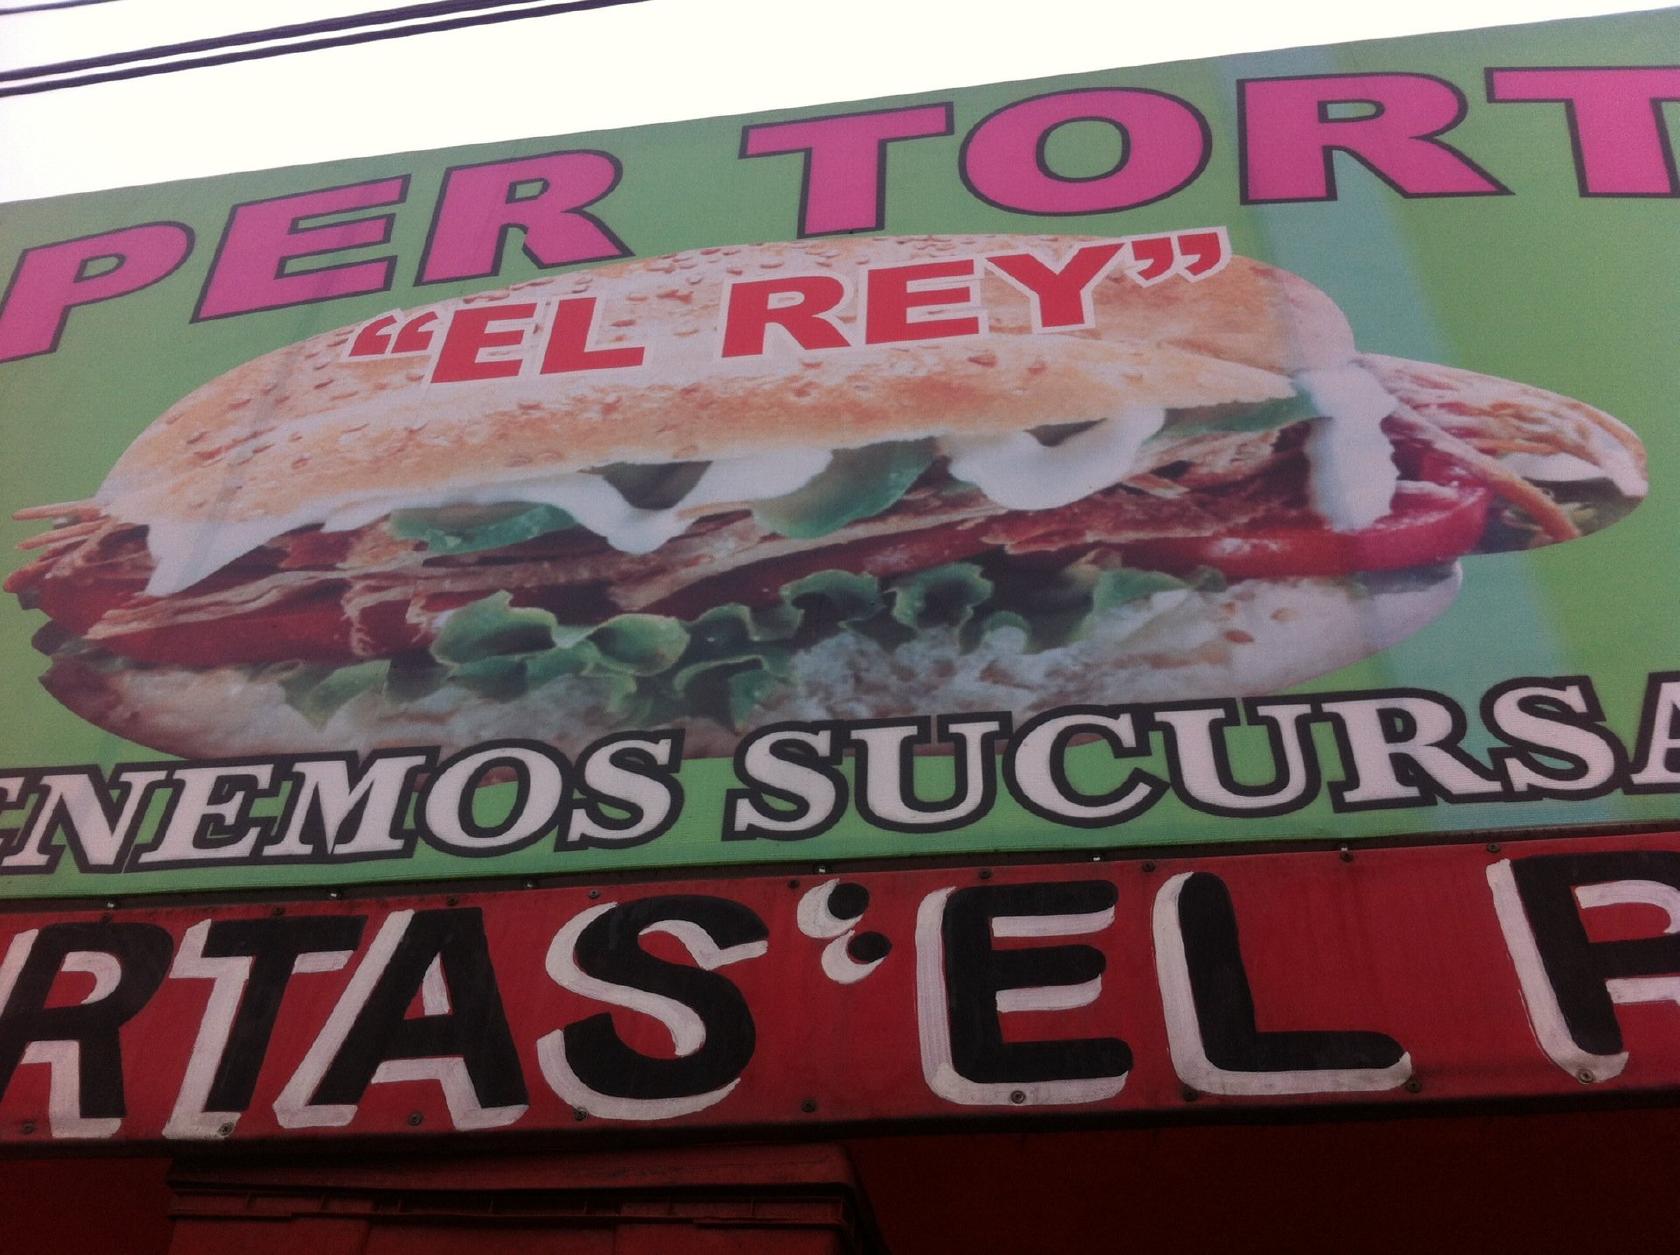 PER TORT
“EL REY”
ENEMOS SUCURSA
RTAS “EL R